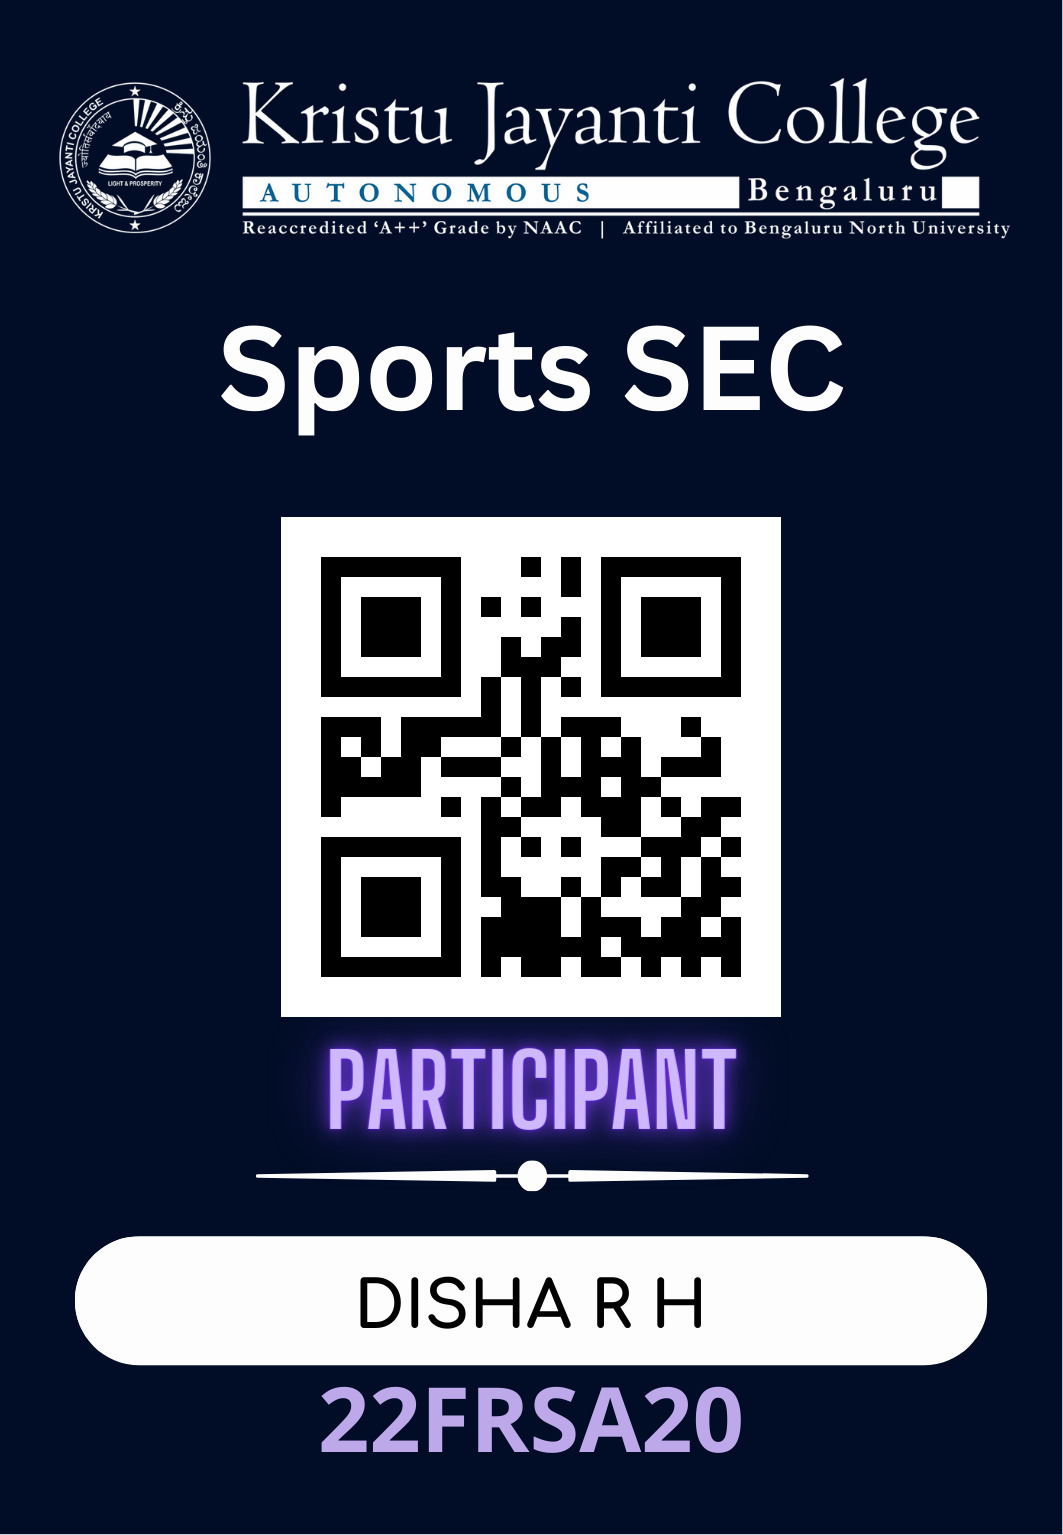 Kristu Jayanti College
AUTONOMOUS Bengaluru
Reaccredited ‘A++’ Grade by NAAC | Affiliated to Bengaluru North University
KRISTU JAYANTI COLLEGE
LIGHT & PROSPERITY
Sports SEC
PARTICIPANT
DISHA R H
22FRSA20